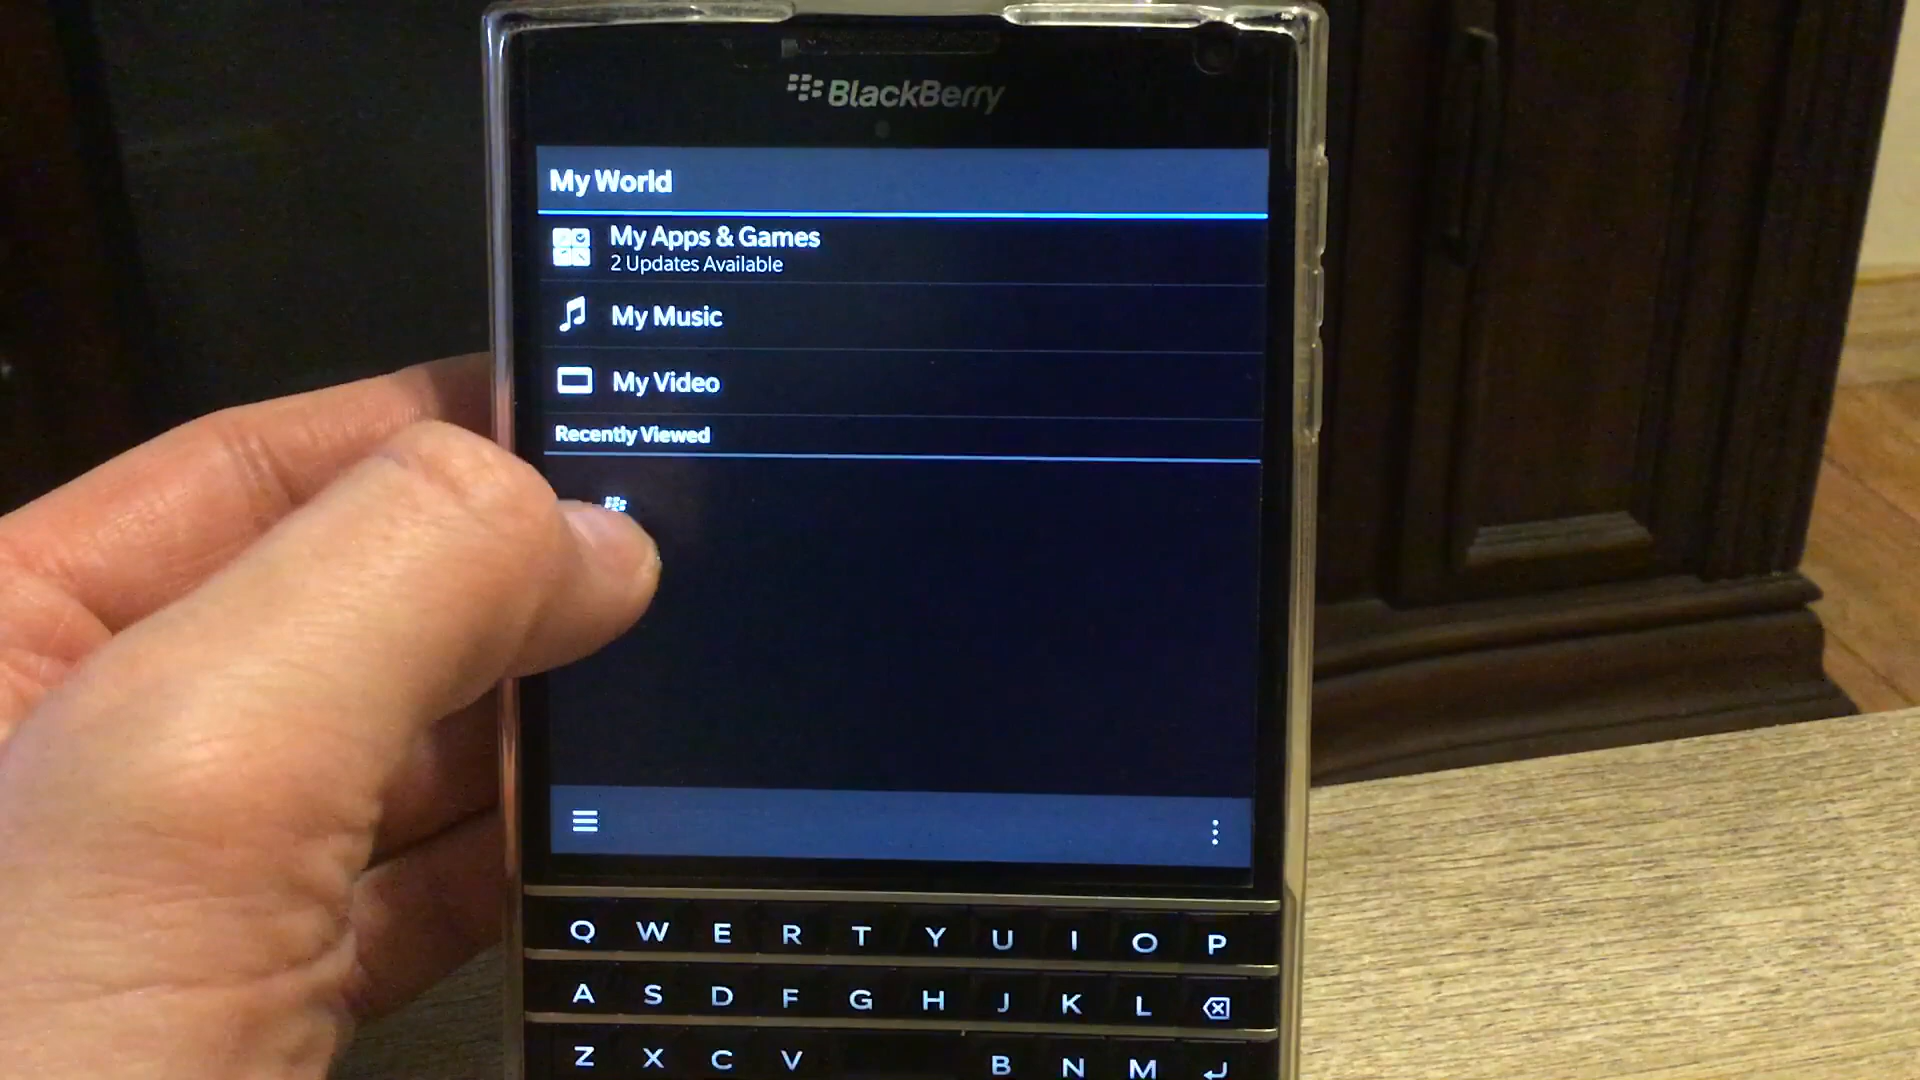 BlackBerry
My World
My Apps & Games
2 Updates Available
My Music
My Video
Recently Viewed
Q W E R T Y U I O P
A S D F G H J K L
Z X C V B N M